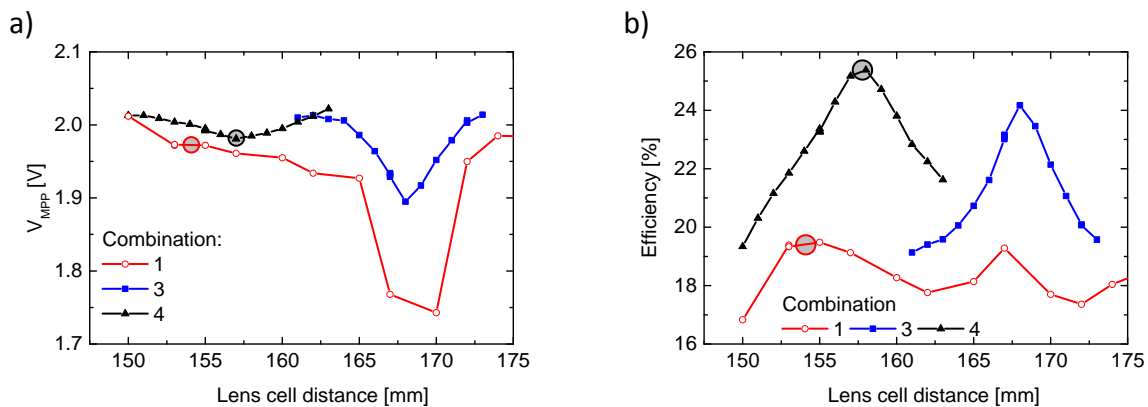 a)
2.1
2.0
1.9
1.8
1.7
V_MPP [V]
Combination:
1
3
4
150 155 160 165 170 175
Lens cell distance [mm]
b)
26
24
22
20
18
16
Efficiency [%]
Combination
1 3 4
150 155 160 165 170 175
Lens cell distance [mm]